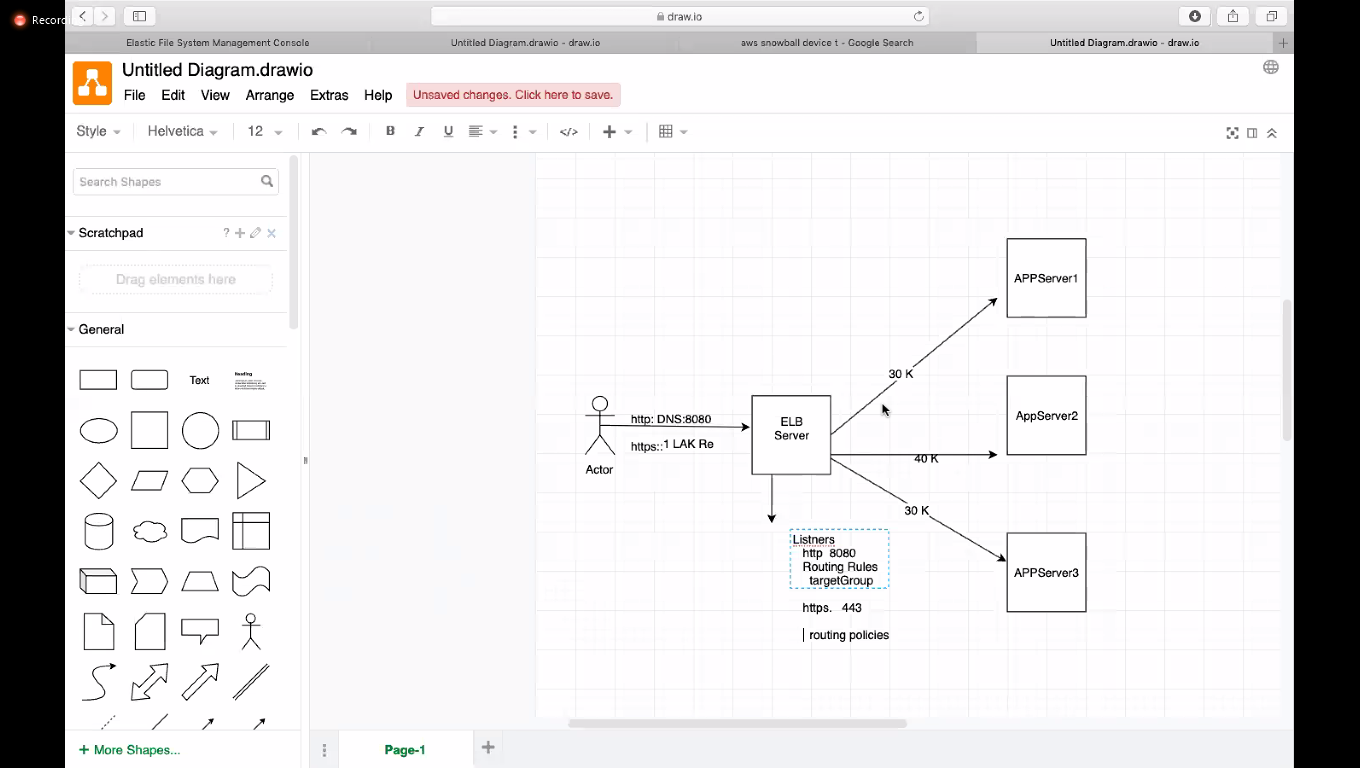 Record
draw.io
Elastic File System Management Console
Untitled Diagram.drawio - draw.io
aws snowball device t - Google Search
Untitled Diagram.drawio - draw.io
Untitled Diagram.drawio
File Edit View Arrange Extras Help
Unsaved changes. Click here to save.
Style Helvetica 12 B I U
Search Shapes
Scratchpad
?
Drag elements here
General
Text
Heading
APPServer1
30 K
http: DNS:8080
ELB
Server
AppServer2
https::1 LAK Re
Actor
40 K
30 K
Listners
http 8080
Routing Rules
targetGroup
APPServer3
https. 443
routing policies
+ More Shapes...
Page-1